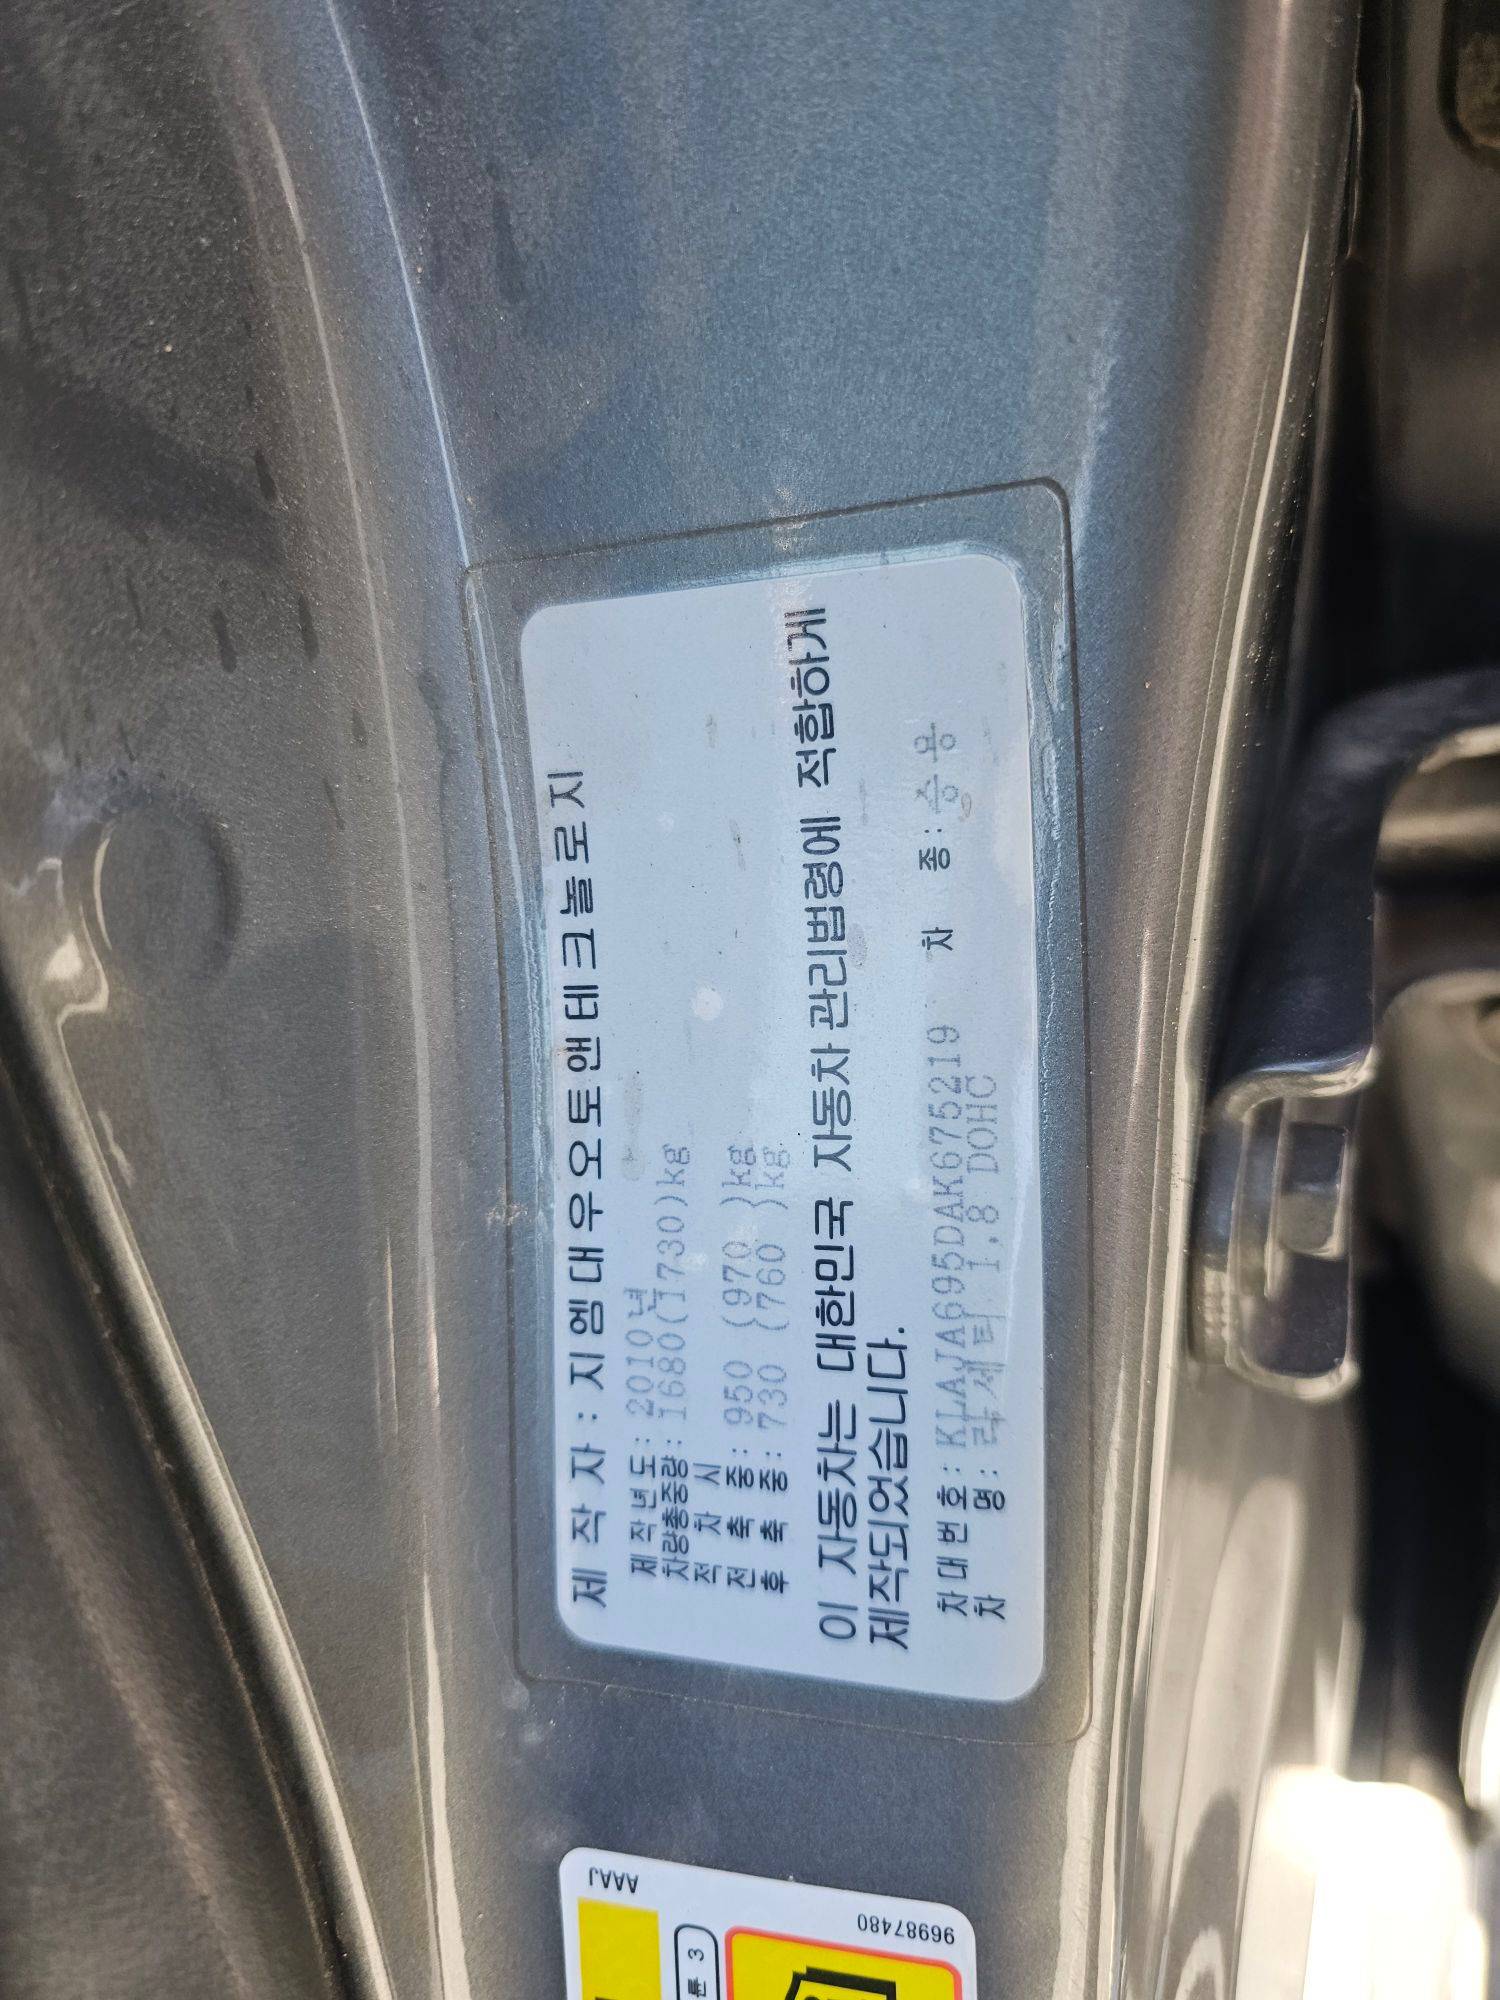 제 작 자 : 지엠대우오토앤테크놀로지
제작년도 : 2010년
차량총중량 : 1680(1730)kg
적 차 시
전 축 중 : 950 (970 )kg
후 축 중 : 730 (760 )kg
이 자동차는 대한민국 자동차 관리법령에 적합하게
제작되었습니다.
차대번호 : KLAJA695DAK675219 차 종 : 승용
차 명 : 라세티 1.8 DOHC
AAAJ
96987480
3